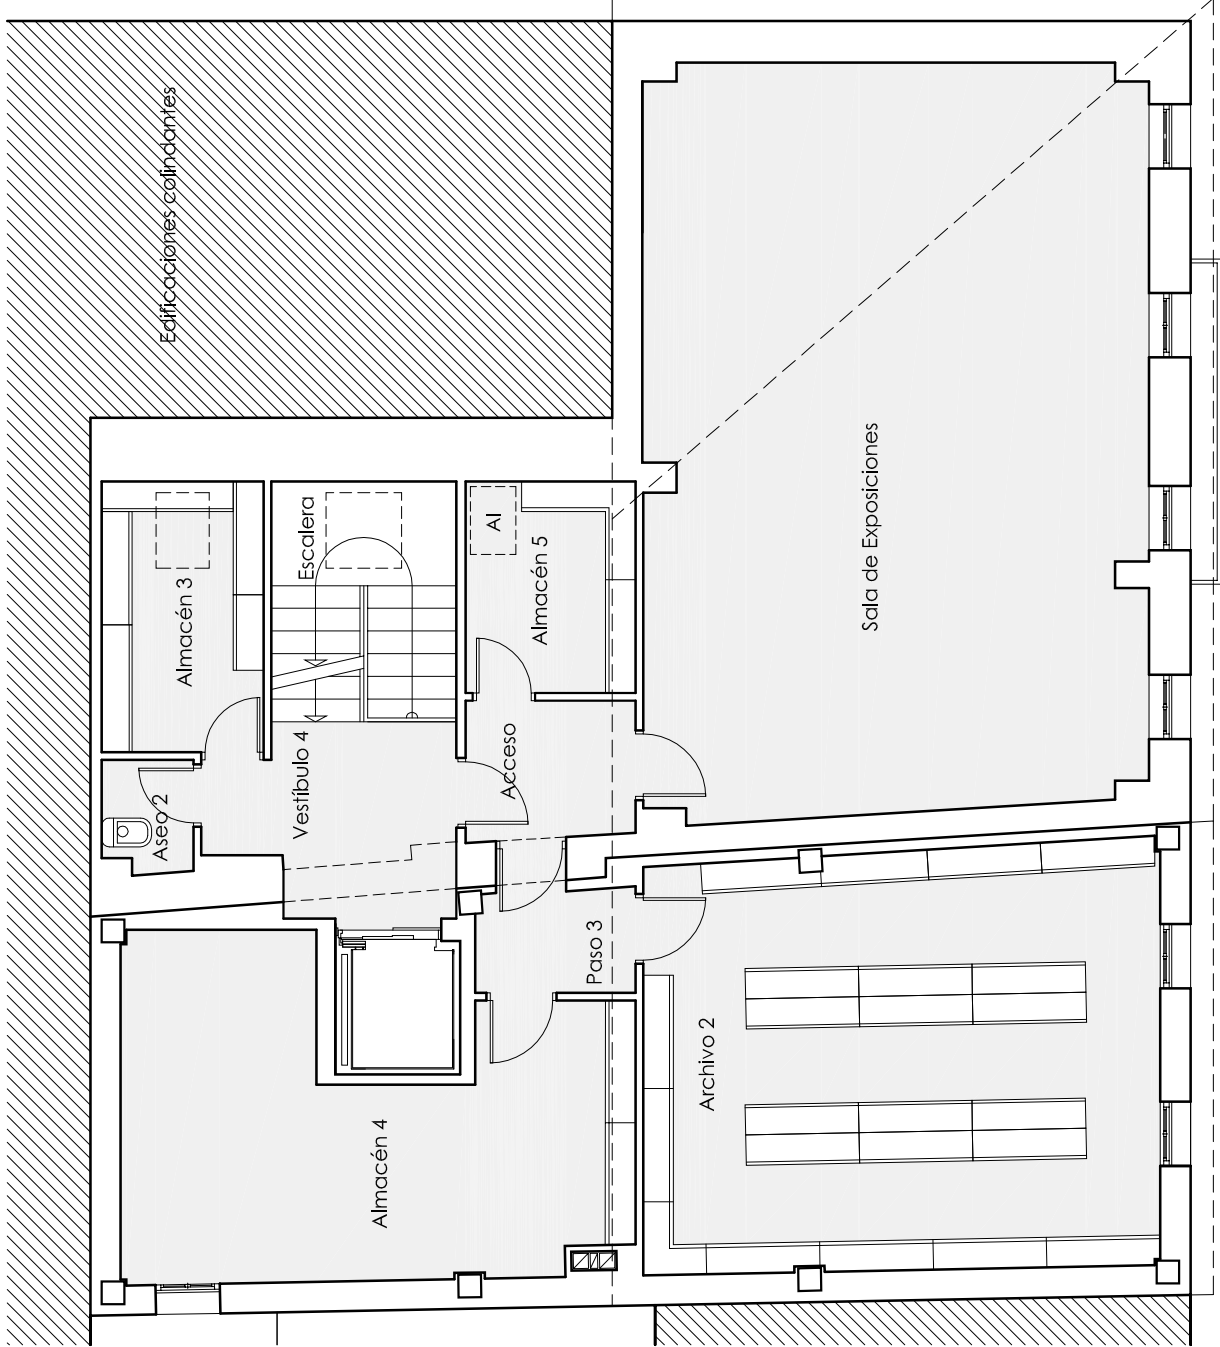 Edificaciones colindantes
Almacén 3
Escalera
AI
Almacén 5
Sala de Exposiciones
Aseo 2
Vestíbulo 4
Acceso
Paso 3
Archivo 2
Almacén 4